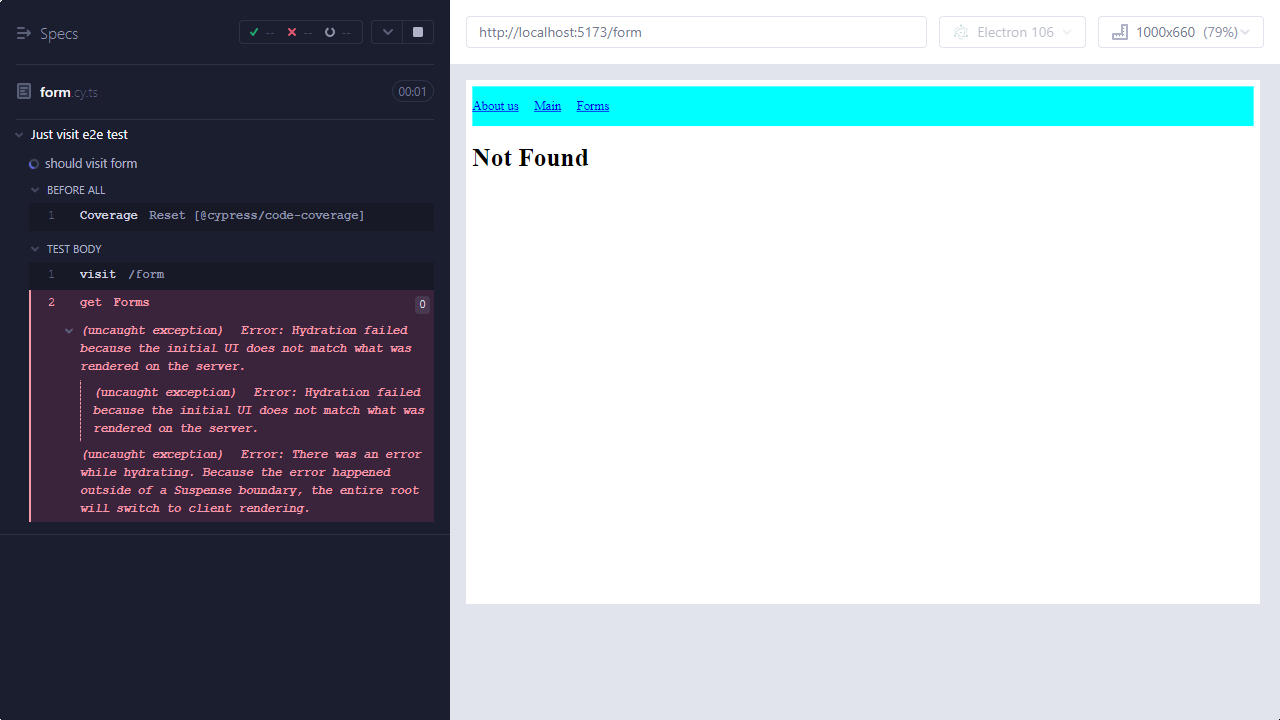 Specs -- -- --
form.cy.ts 00:01
Just visit e2e test
should visit form
BEFORE ALL
1 Coverage Reset [@cypress/code-coverage]
TEST BODY
1 visit /form
2 get Forms 0
(uncaught exception) Error: Hydration failed
because the initial UI does not match what was
rendered on the server.
(uncaught exception) Error: Hydration failed
because the initial UI does not match what was
rendered on the server.
(uncaught exception) Error: There was an error
while hydrating. Because the error happened
outside of a Suspense boundary, the entire root
will switch to client rendering.
http://localhost:5173/form Electron 106 1000x660 (79%)
About us Main Forms
Not Found